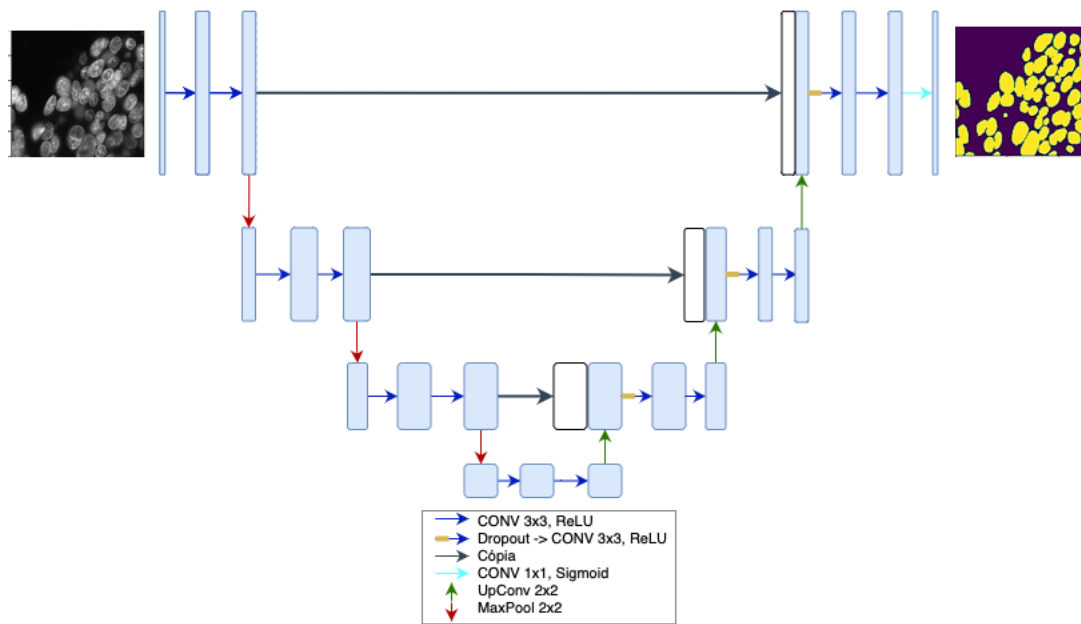 CONV 3x3, ReLU
Dropout -> CONV 3x3, ReLU
Cópia
CONV 1x1, Sigmoid
UpConv 2x2
MaxPool 2x2